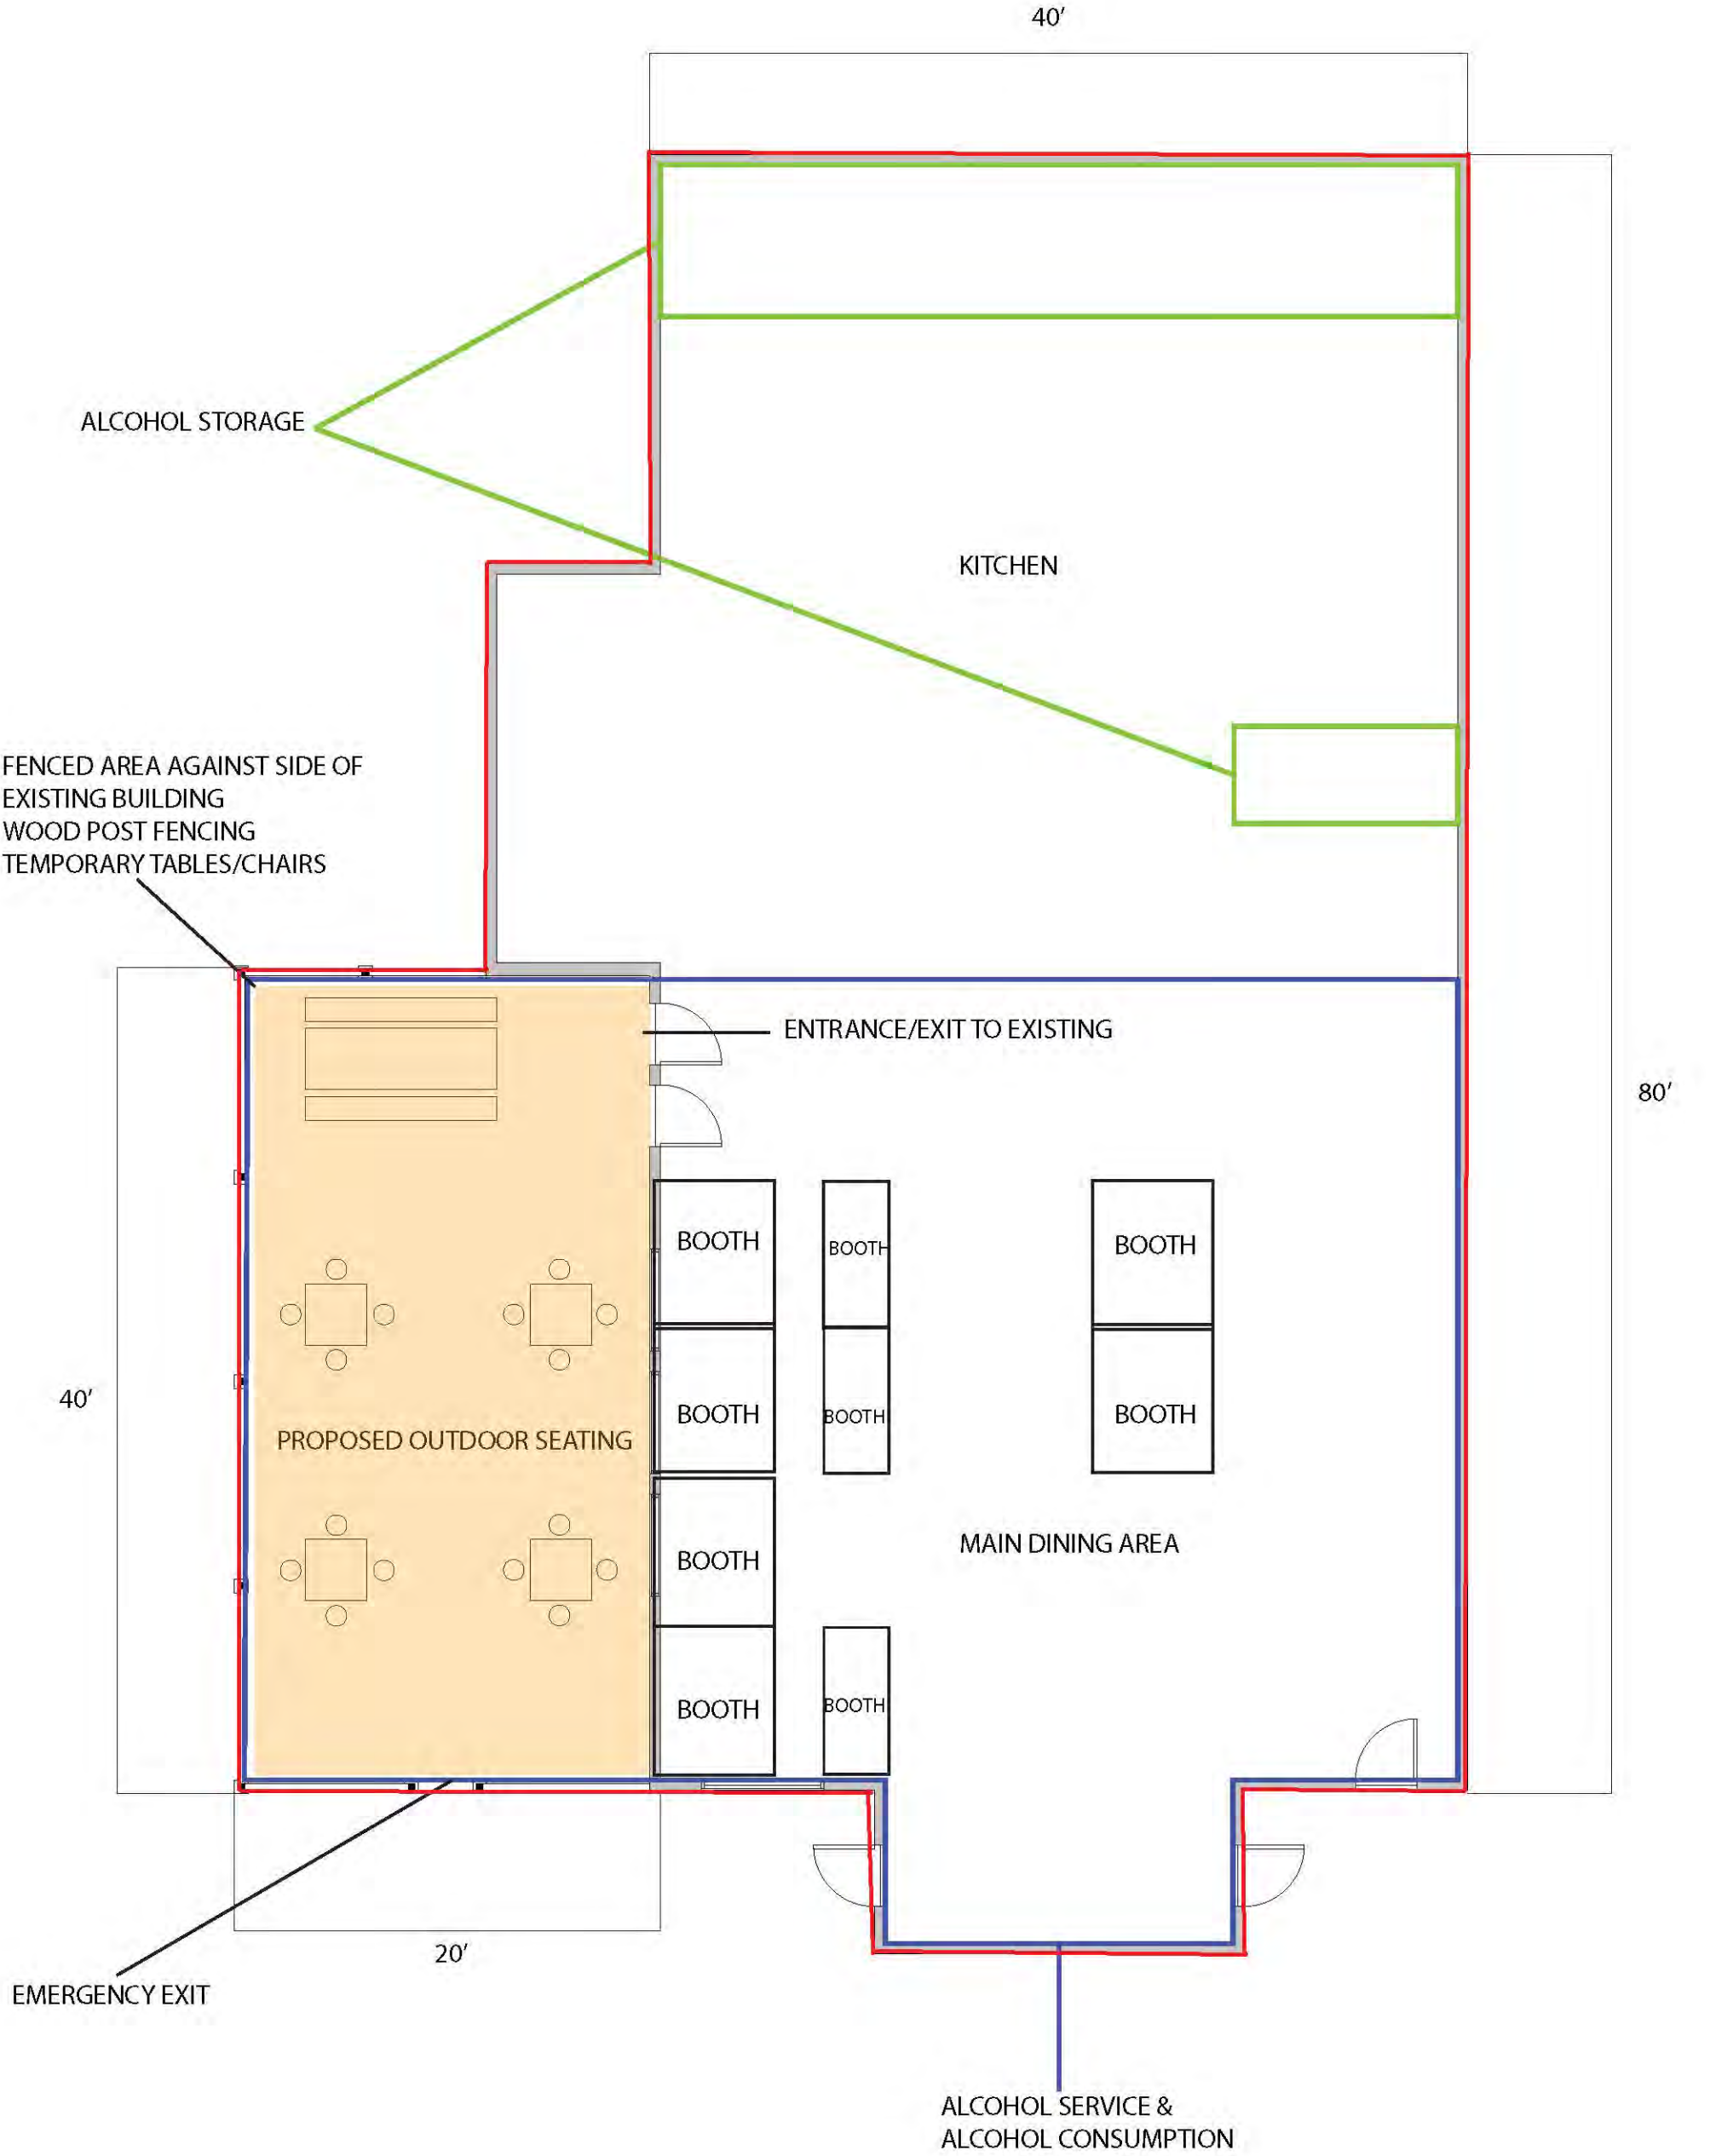 40'
ALCOHOL STORAGE
KITCHEN
FENCED AREA AGAINST SIDE OF
EXISTING BUILDING
WOOD POST FENCING
TEMPORARY TABLES/CHAIRS
ENTRANCE/EXIT TO EXISTING
80'
BOOTH
BOOTH
BOOTH
40'
BOOTH
BOOTH
BOOTH
PROPOSED OUTDOOR SEATING
MAIN DINING AREA
BOOTH
BOOTH
BOOTH
20'
EMERGENCY EXIT
ALCOHOL SERVICE &
ALCOHOL CONSUMPTION